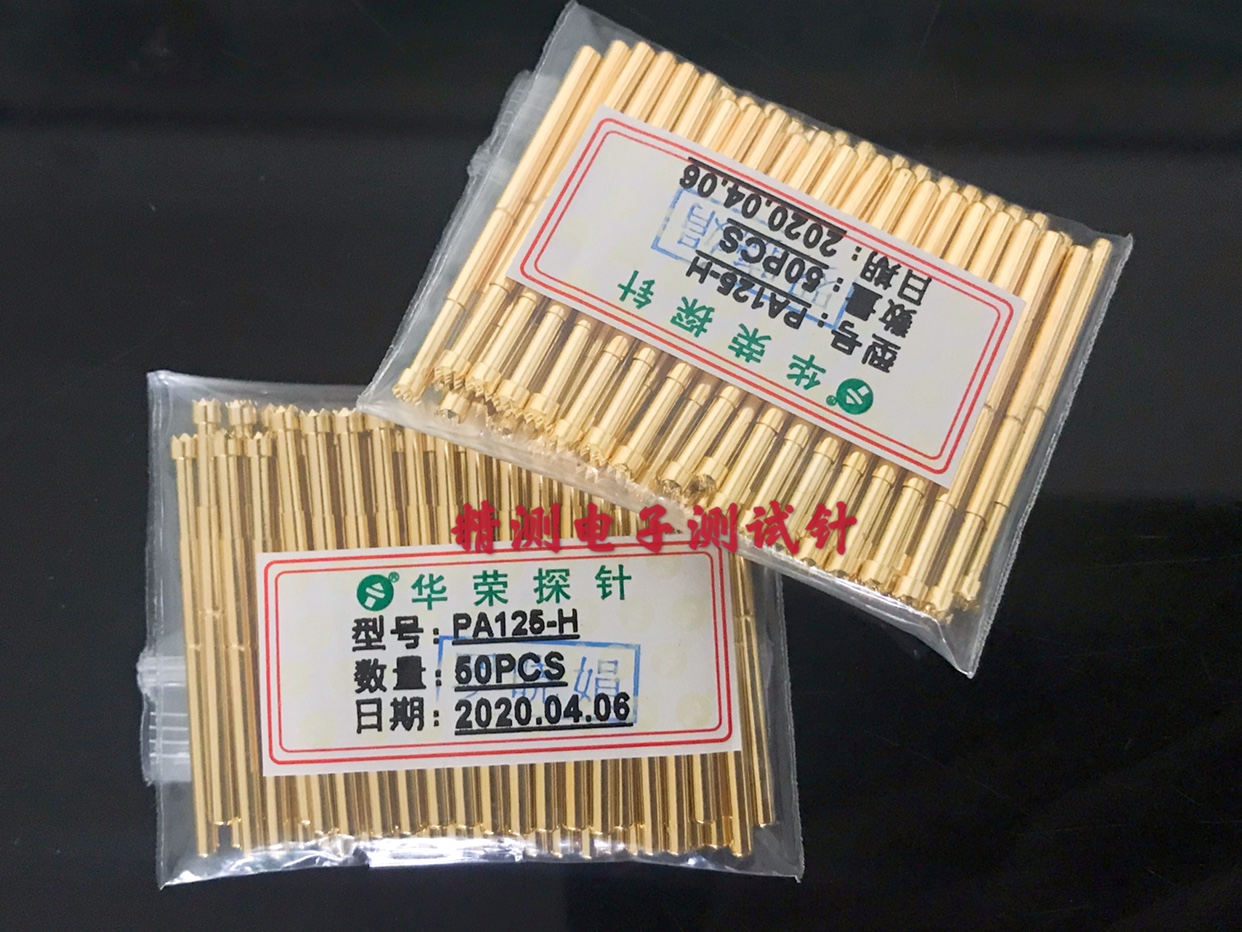 华荣探针
型号:PA125-H
数量:50PCS
日期:2020.04.06
精测电子测试针
®华荣探针
型号:PA125-H
数量:50PCS
日期:2020.04.06
娟